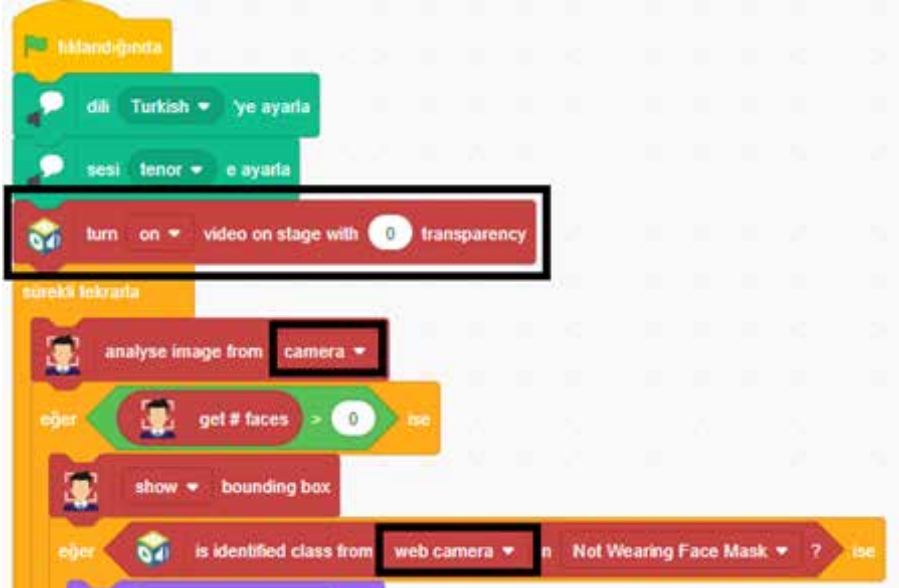 tıklandığında
dili Turkish 'ye ayarla
sesi tenor e ayarla
turn on video on stage with 0 transparency
sürekli tekrarla
analyse image from camera
eğer get # faces > 0 ise
show bounding box
eğer is identified class from web camera n Not Wearing Face Mask ? ise